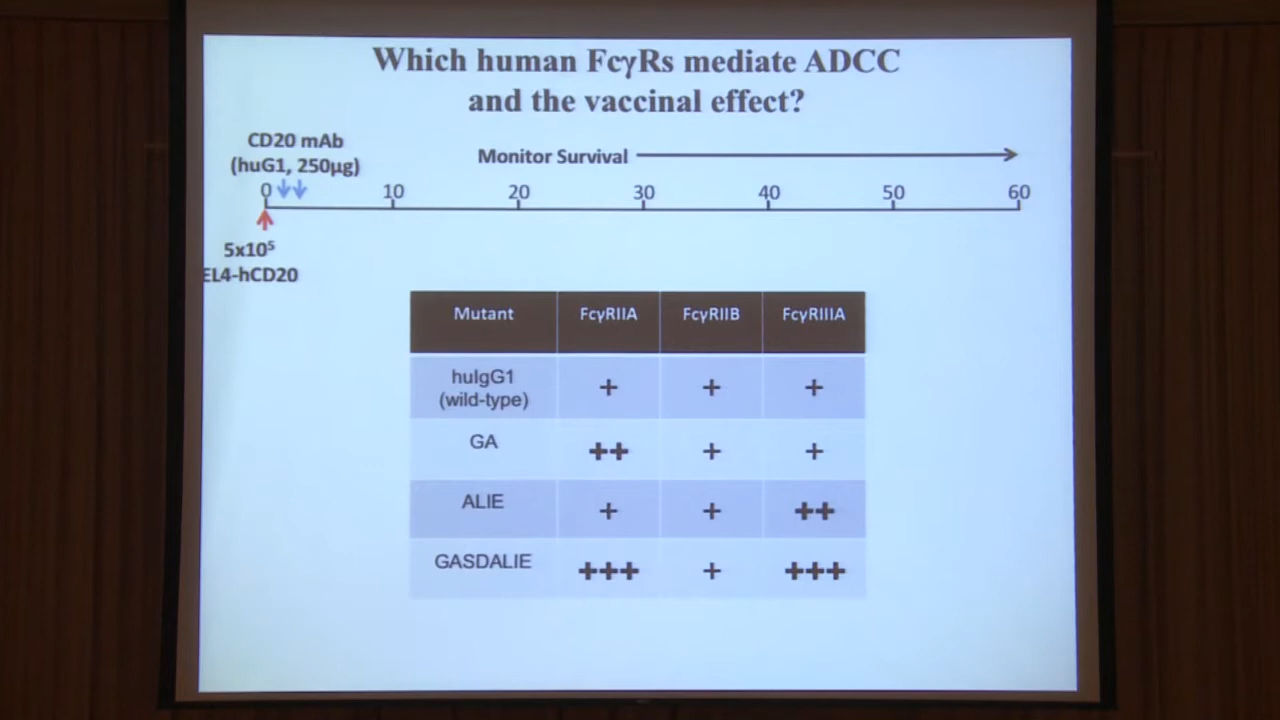 Which human FcγRs mediate ADCC
and the vaccinal effect?
CD20 mAb
(huG1, 250µg)
Monitor Survival
0 10 20 30 40 50 60
5x10⁵
EL4-hCD20
Mutant FcγRIIA FcγRIIB FcγRIIIA
huIgG1
(wild-type) + + +
GA ++ + +
ALIE + + ++
GASDALIE +++ + +++